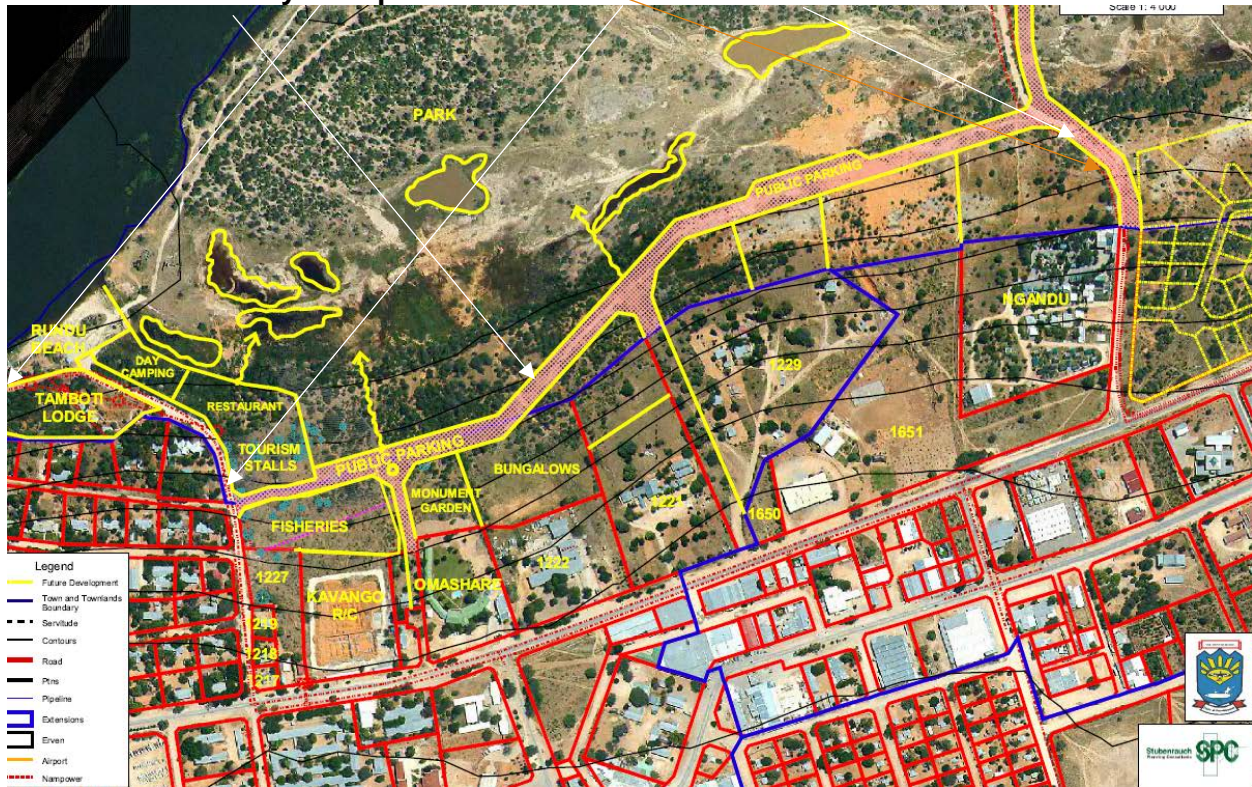 Scale 1: 4 000
PARK
PUBLIC PARKING
NGANDU
RUNDU
BEACH
DAY
CAMPING
TAMBOTI
LODGE
RESTAURANT
TOURISM
STALLS
PUBLIC PARKING
1229
1651
BUNGALOWS
MONUMENT
GARDEN
1221
1650
FISHERIES
1222
1227
OMASHARE
KAVANGO
R/C
1219
1218
1217
Legend
Future Development
Town and Townlands
Boundary
Servitude
Contours
Road
Ptns
Pipeline
Extensions
Erven
Airport
Nampower
Stubenrauch
Planning Consultants
SPC